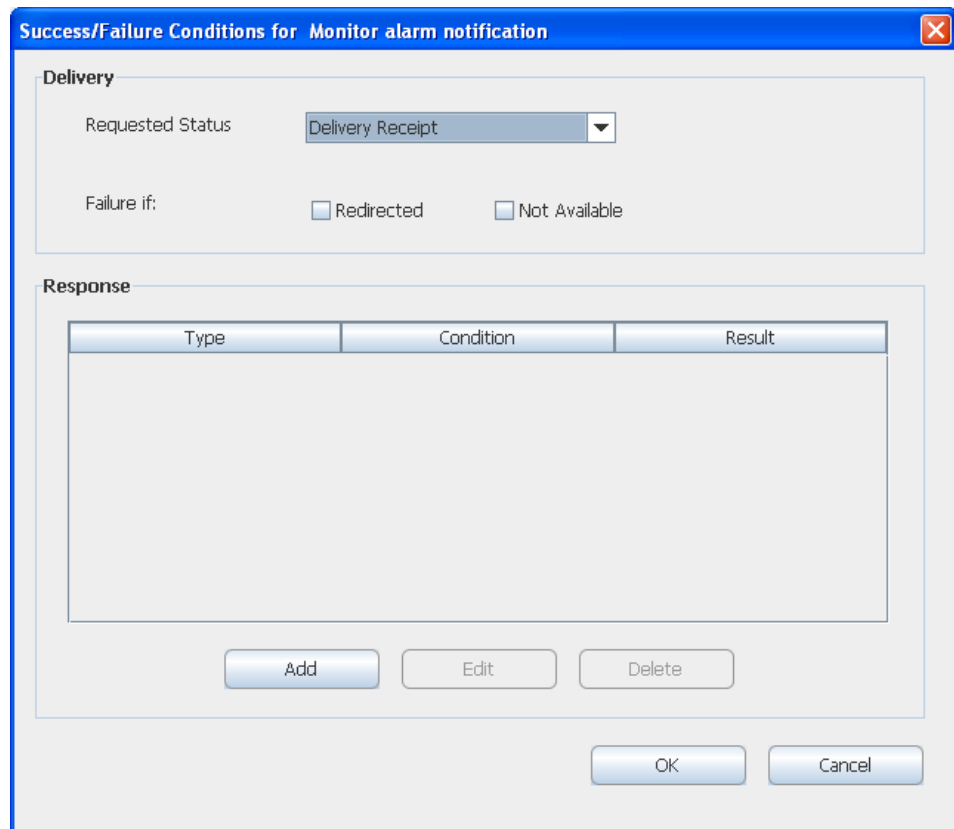 Success/Failure Conditions for  Monitor alarm notification
Delivery
Requested Status Delivery Receipt
Failure if: Redirected Not Available
Response
Type Condition Result
Add Edit Delete
OK Cancel